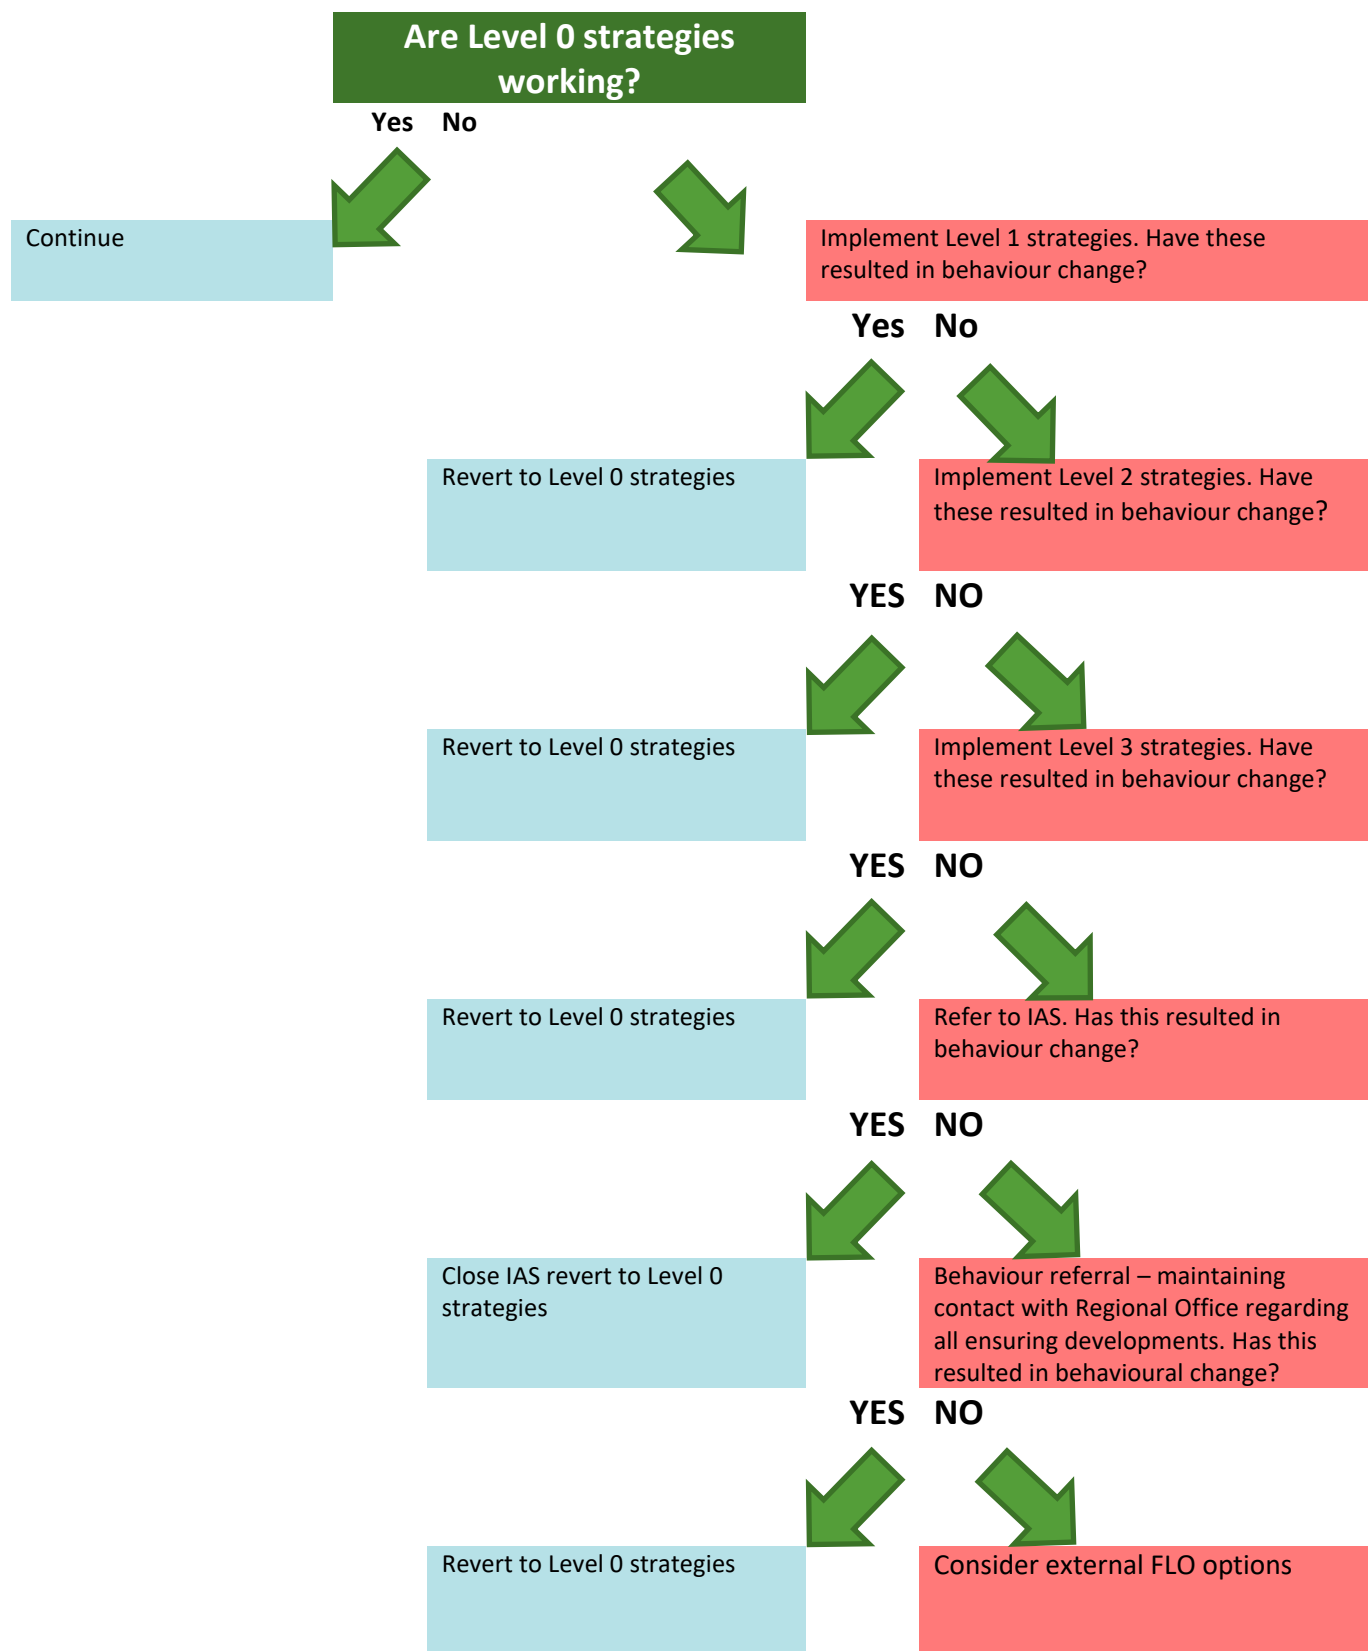 Are Level 0 strategies
working?
Yes No
Continue
Implement Level 1 strategies. Have these
resulted in behaviour change?
Yes No
Revert to Level 0 strategies
Implement Level 2 strategies. Have
these resulted in behaviour change?
YES NO
Revert to Level 0 strategies
Implement Level 3 strategies. Have
these resulted in behaviour change?
YES NO
Revert to Level 0 strategies
Refer to IAS. Has this resulted in
behaviour change?
YES NO
Close IAS revert to Level 0
strategies
Behaviour referral – maintaining
contact with Regional Office regarding
all ensuring developments. Has this
resulted in behavioural change?
YES NO
Revert to Level 0 strategies
Consider external FLO options